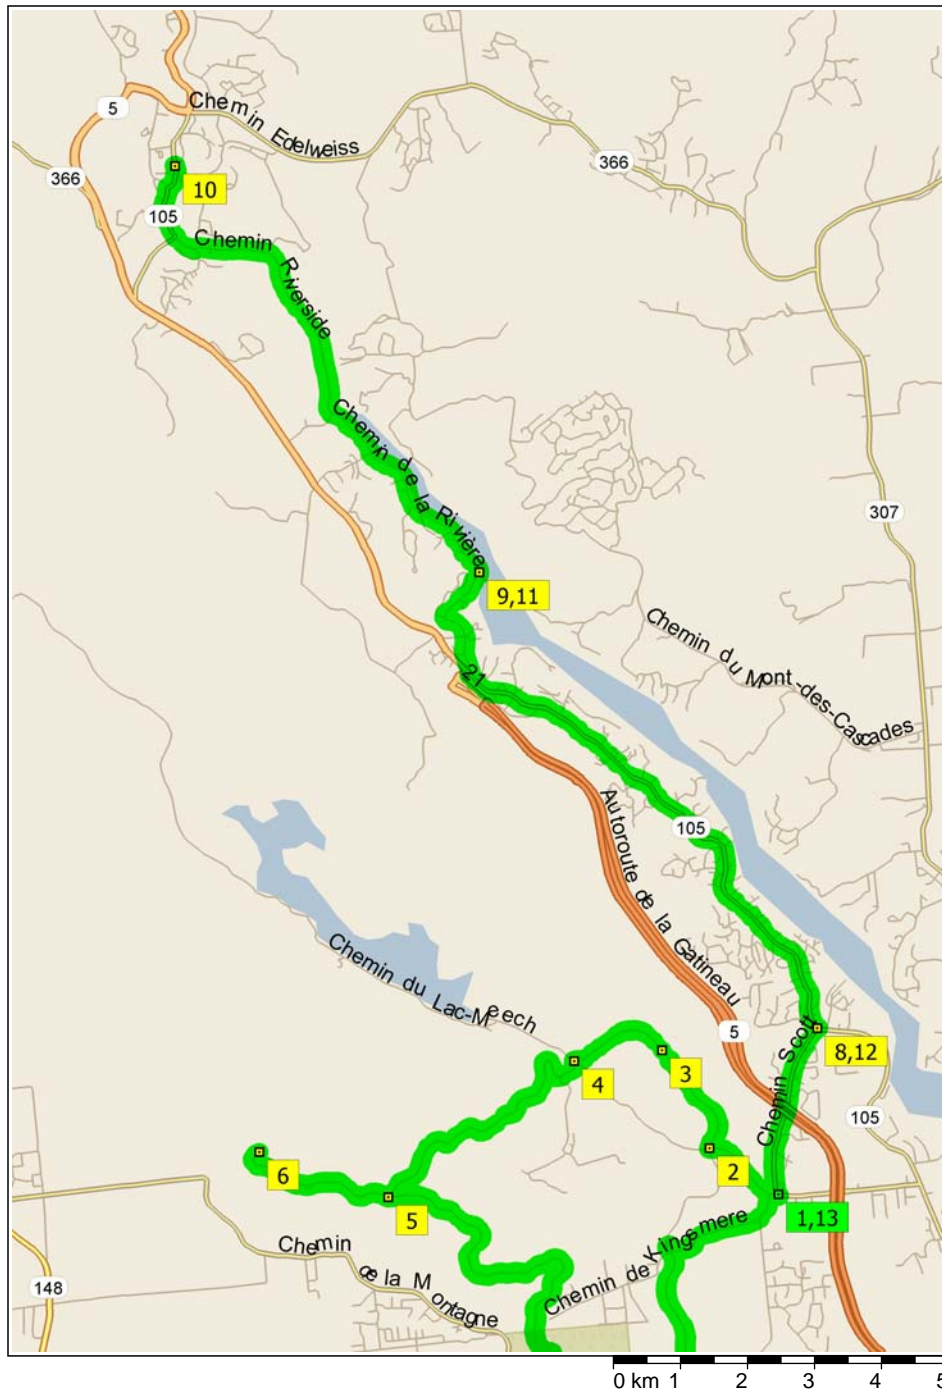 5
Chemin Edelweiss
366
366
10
105
Chemin Riverside
Chemin de la Rivière
307
9,11
Chemin du Mont-des-Cascades
21
105
Autoroute de la Gatineau
Chemin du Lac-Meech
5
Chemin Scott
8,12
3
4
105
2
6
5
1,13
Chemin de Kingsmere
Chemin de la Montagne
148
0 km 1 2 3 4 5